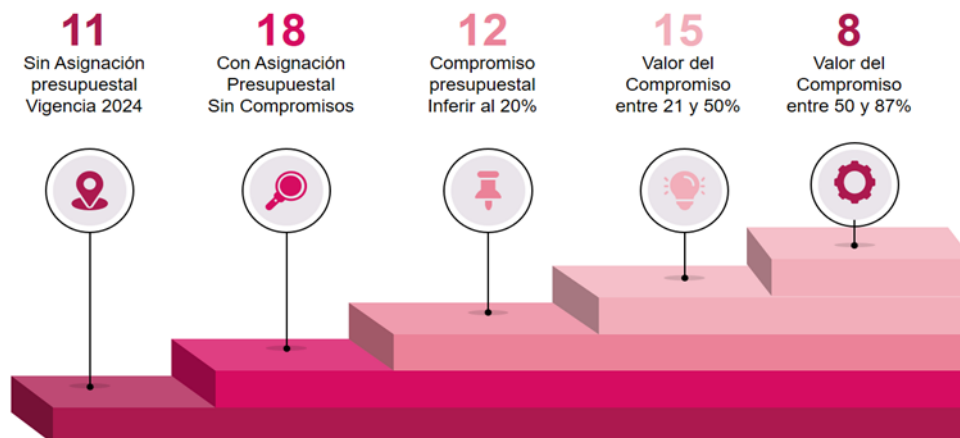 11
Sin Asignación
presupuestal
Vigencia 2024
18
Con Asignación
Presupuestal
Sin Compromisos
12
Compromiso
presupuestal
Inferir al 20%
15
Valor del
Compromiso
entre 21 y 50%
8
Valor del
Compromiso
entre 50 y 87%